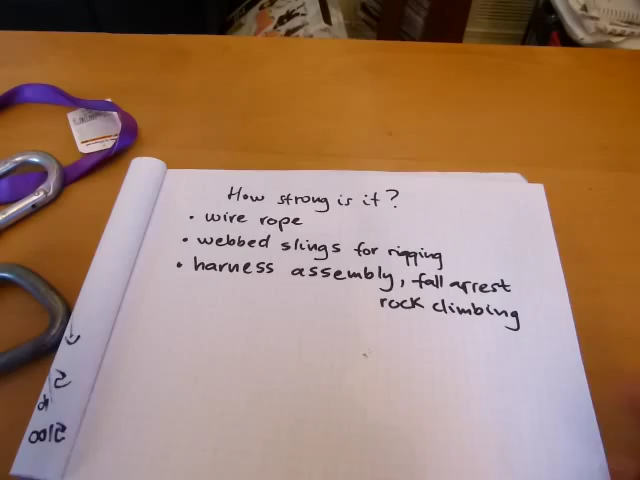 How strong is it?
• wire rope
• webbed slings for rigging
• harness assembly, fall arrest
rock climbing